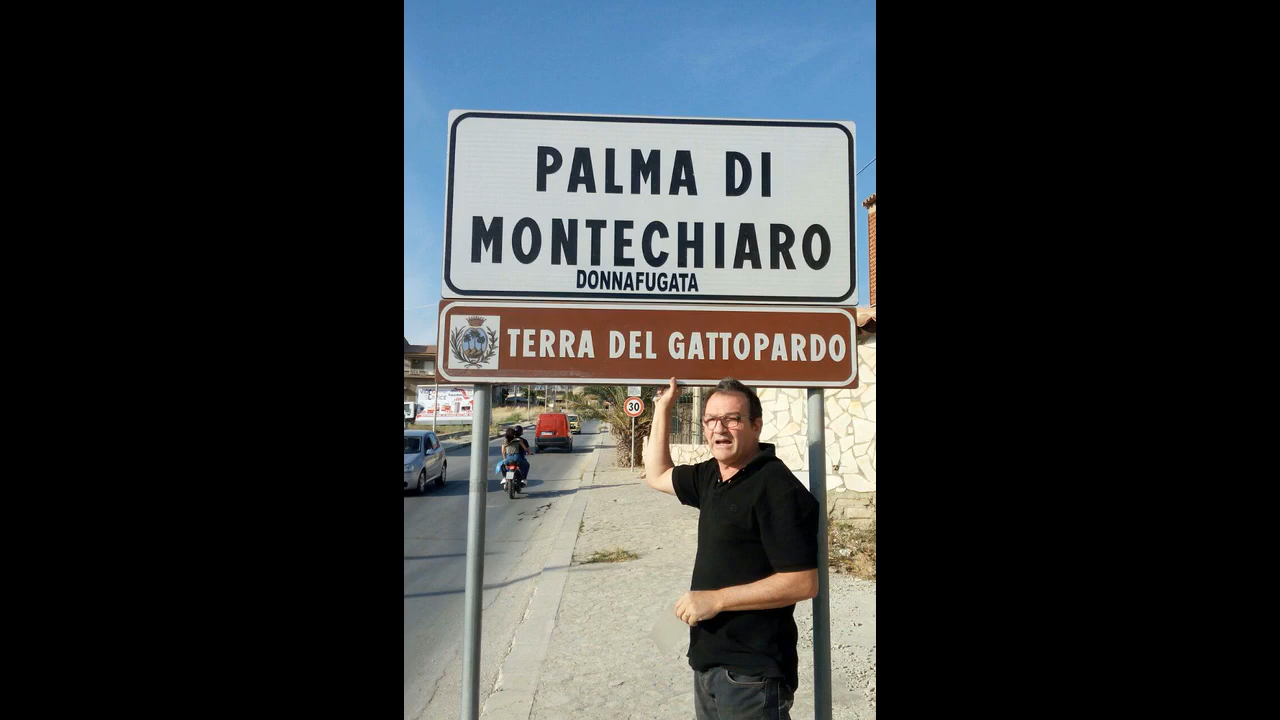 PALMA DI
MONTECHIARO
DONNAFUGATA
TERRA DEL GATTOPARDO
30